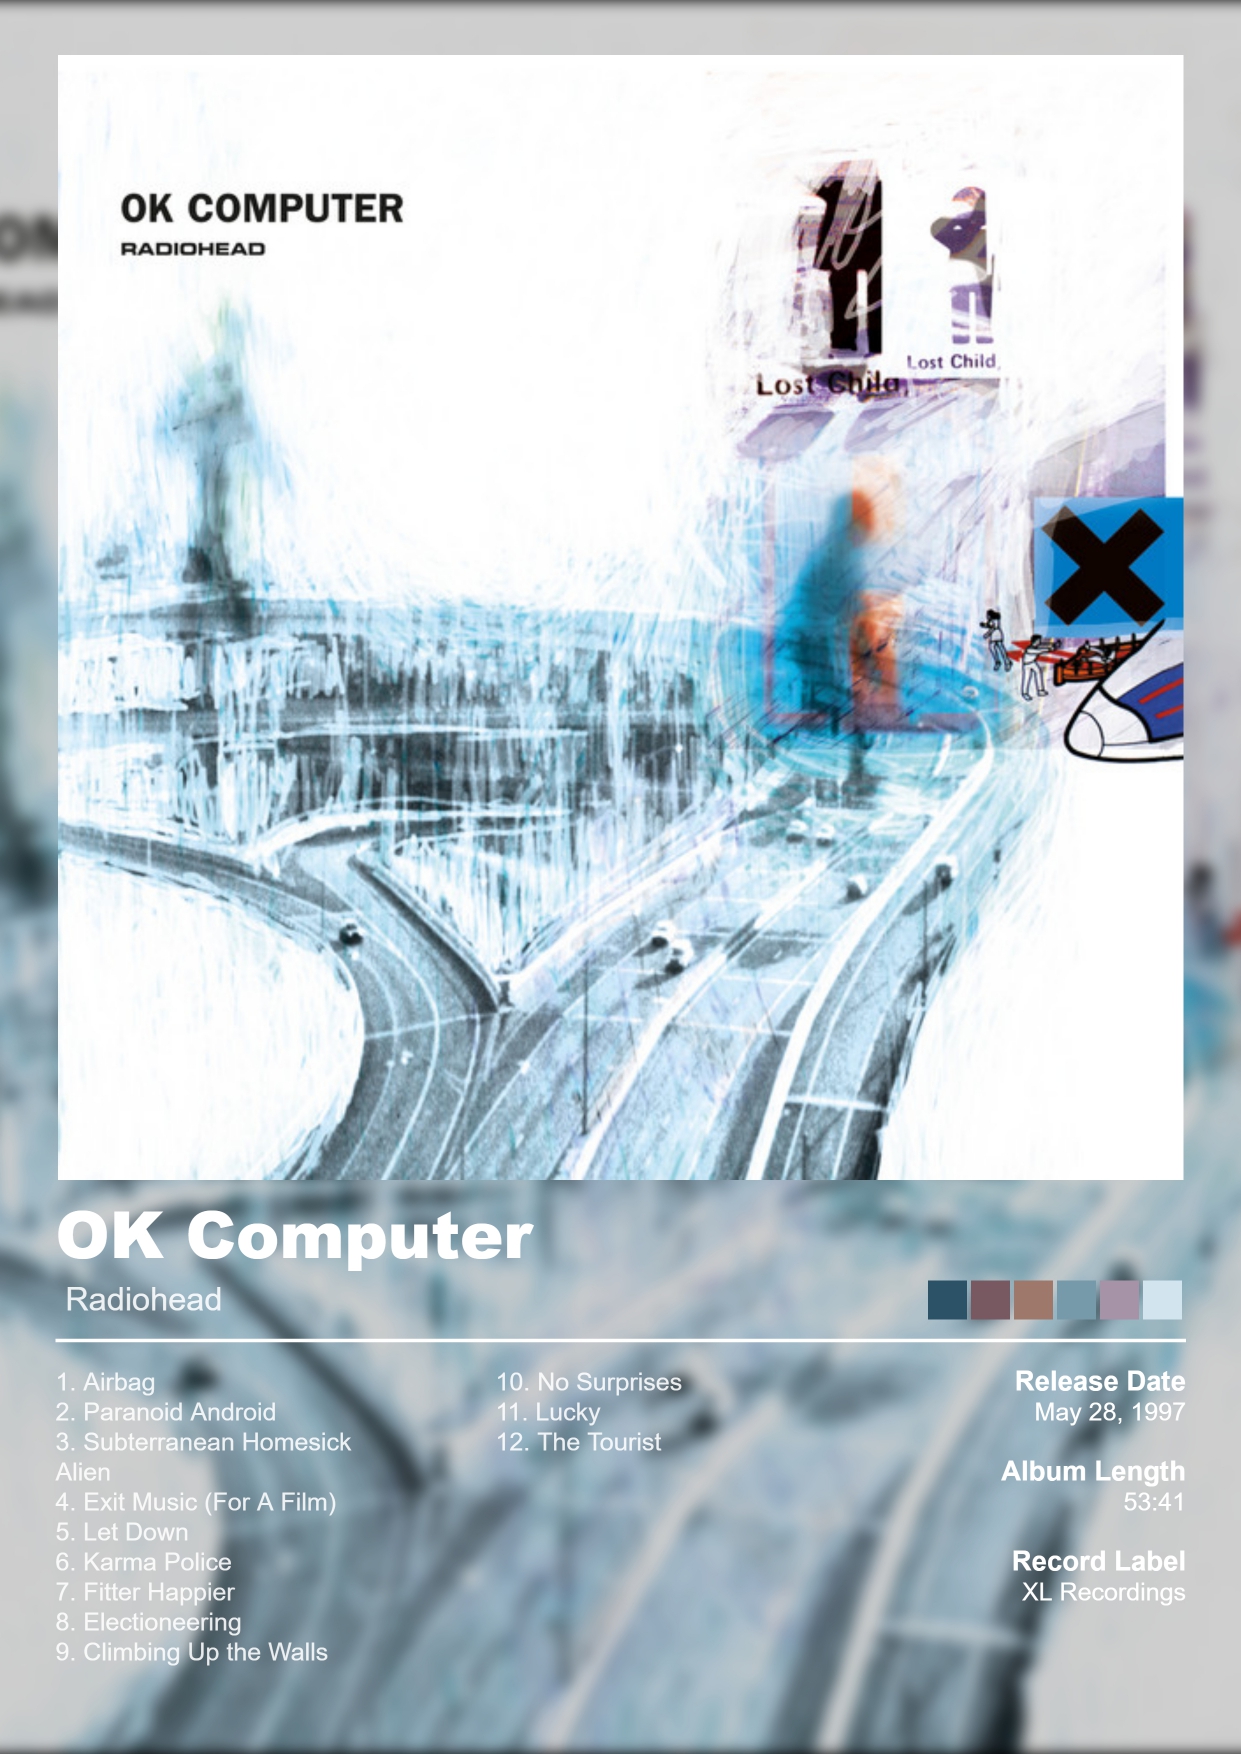 OK COMPUTER
RADIOHEAD
Lost Child,
Lost Child,
OK Computer
Radiohead
1. Airbag
2. Paranoid Android
3. Subterranean Homesick
Alien
4. Exit Music (For A Film)
5. Let Down
6. Karma Police
7. Fitter Happier
8. Electioneering
9. Climbing Up the Walls
10. No Surprises
11. Lucky
12. The Tourist
Release Date
May 28, 1997
Album Length
53:41
Record Label
XL Recordings